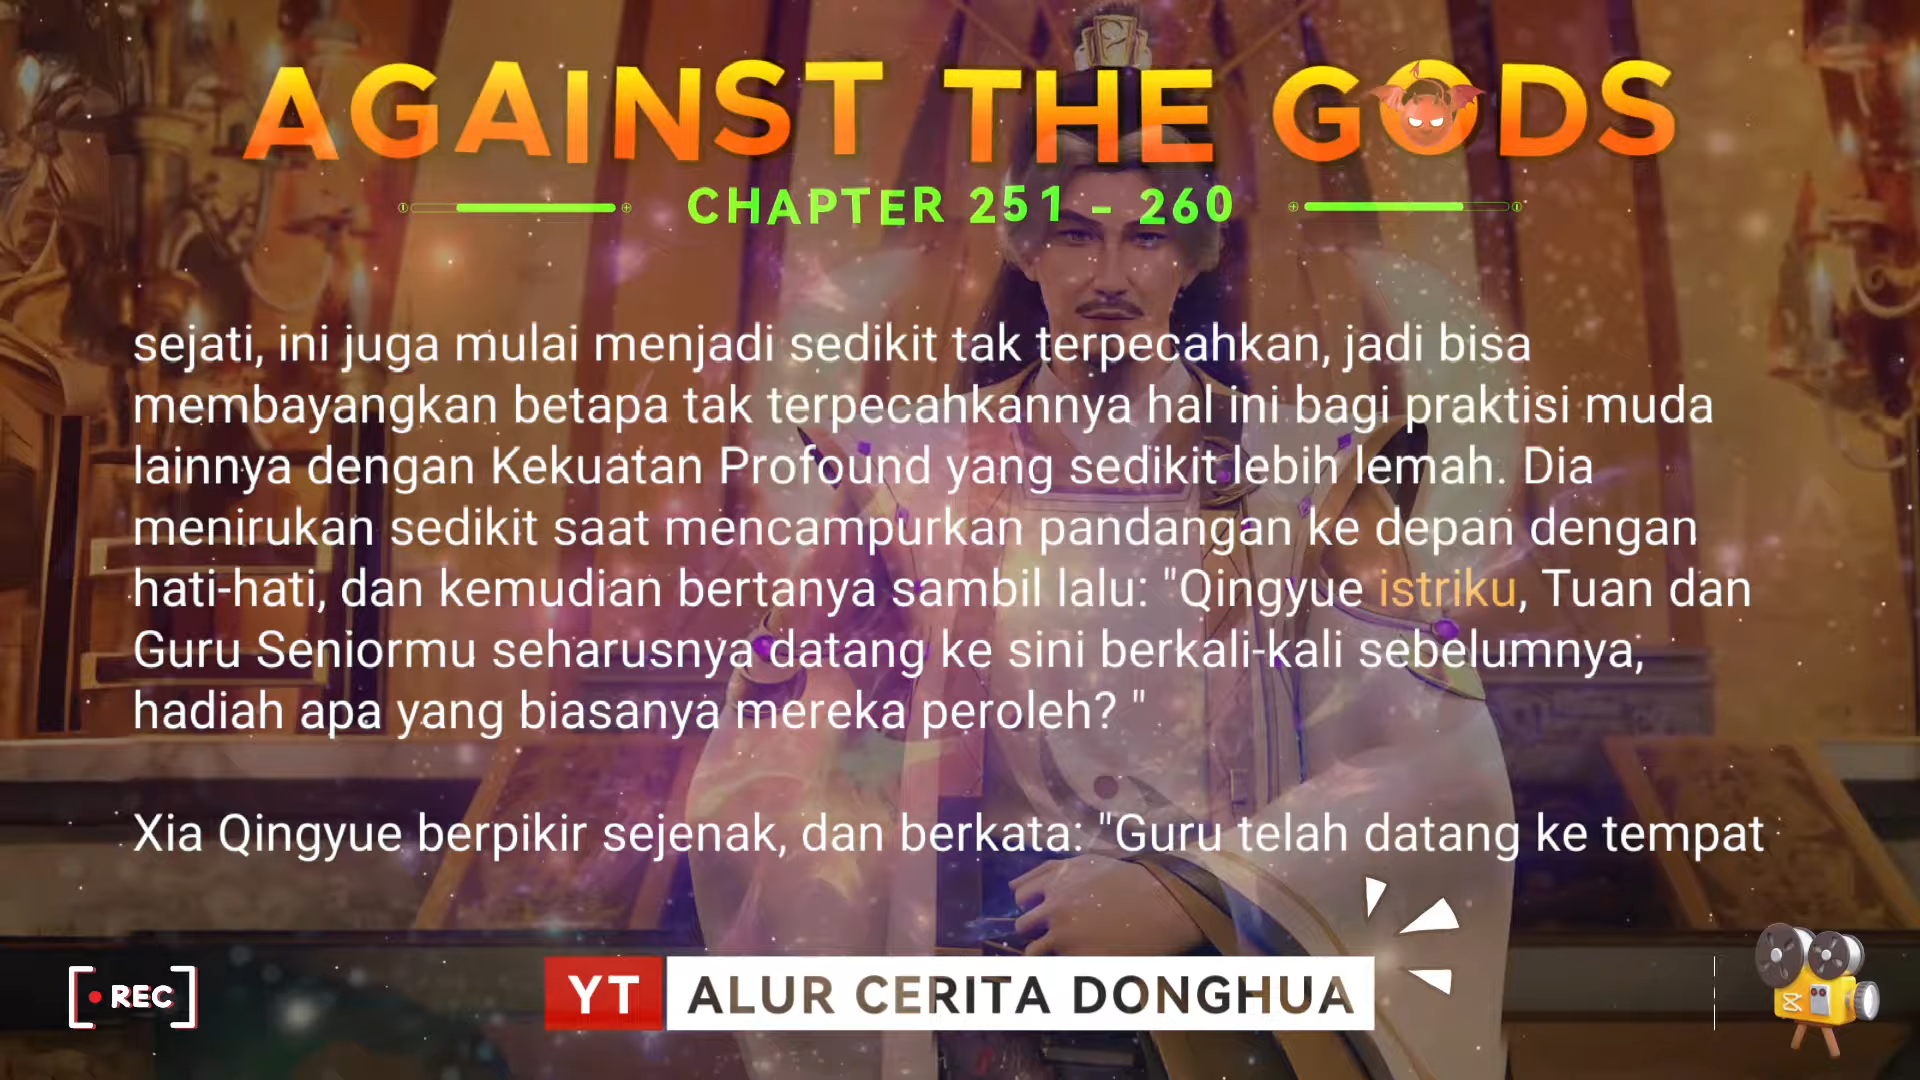 AGAINST THE GODS
CHAPTER 251 - 260
sejati, ini juga mulai menjadi sedikit tak terpecahkan, jadi bisa
membayangkan betapa tak terpecahkannya hal ini bagi praktisi muda
lainnya dengan Kekuatan Profound yang sedikit lebih lemah. Dia
menirukan sedikit saat mencampurkan pandangan ke depan dengan
hati-hati, dan kemudian bertanya sambil lalu: "Qingyue istriku, Tuan dan
Guru Seniormu seharusnya datang ke sini berkali-kali sebelumnya,
hadiah apa yang biasanya mereka peroleh? "
Xia Qingyue berpikir sejenak, dan berkata: "Guru telah datang ke tempat
REC
YT ALUR CERITA DONGHUA